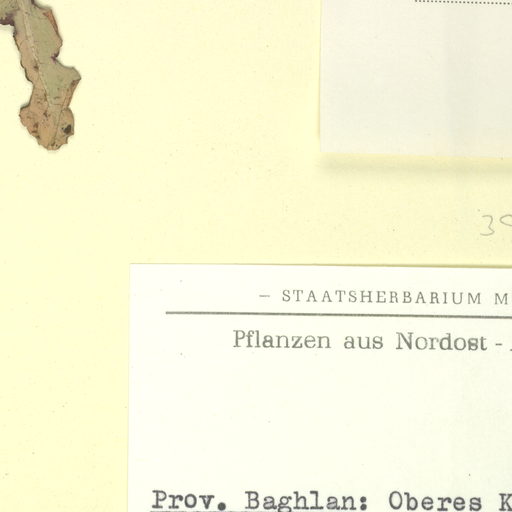 – STAATSHERBARIUM M
Pflanzen aus Nordost -
Prov. Baghlan: Oberes K